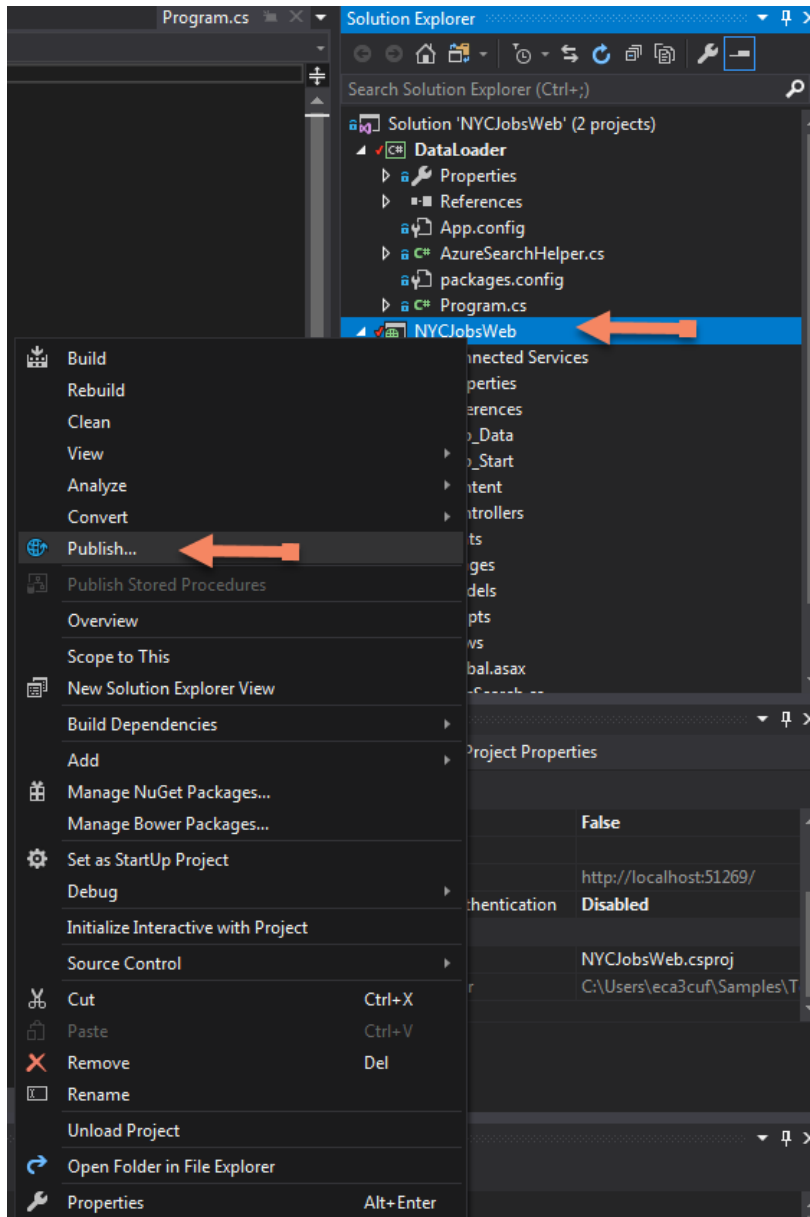 Program.cs
Solution Explorer
Search Solution Explorer (Ctrl+;)
Solution 'NYCJobsWeb' (2 projects)
C# DataLoader
Properties
References
App.config
C# AzureSearchHelper.cs
packages.config
C# Program.cs
NYCJobsWeb
nnected Services
perties
erences
_Data
_Start
ntent
ntrollers
ts
ges
dels
pts
ws
bal.asax
Build
Rebuild
Clean
View
Analyze
Convert
Publish...
Publish Stored Procedures
Overview
Scope to This
New Solution Explorer View
Build Dependencies
Add
Manage NuGet Packages...
Manage Bower Packages...
Set as StartUp Project
Debug
Initialize Interactive with Project
Source Control
Cut Ctrl+X
Paste Ctrl+V
Remove Del
Rename
Unload Project
Open Folder in File Explorer
Properties Alt+Enter
Project Properties
False
http://localhost:51269/
thentication Disabled
NYCJobsWeb.csproj
r C:\Users\eca3cuf\Samples\T